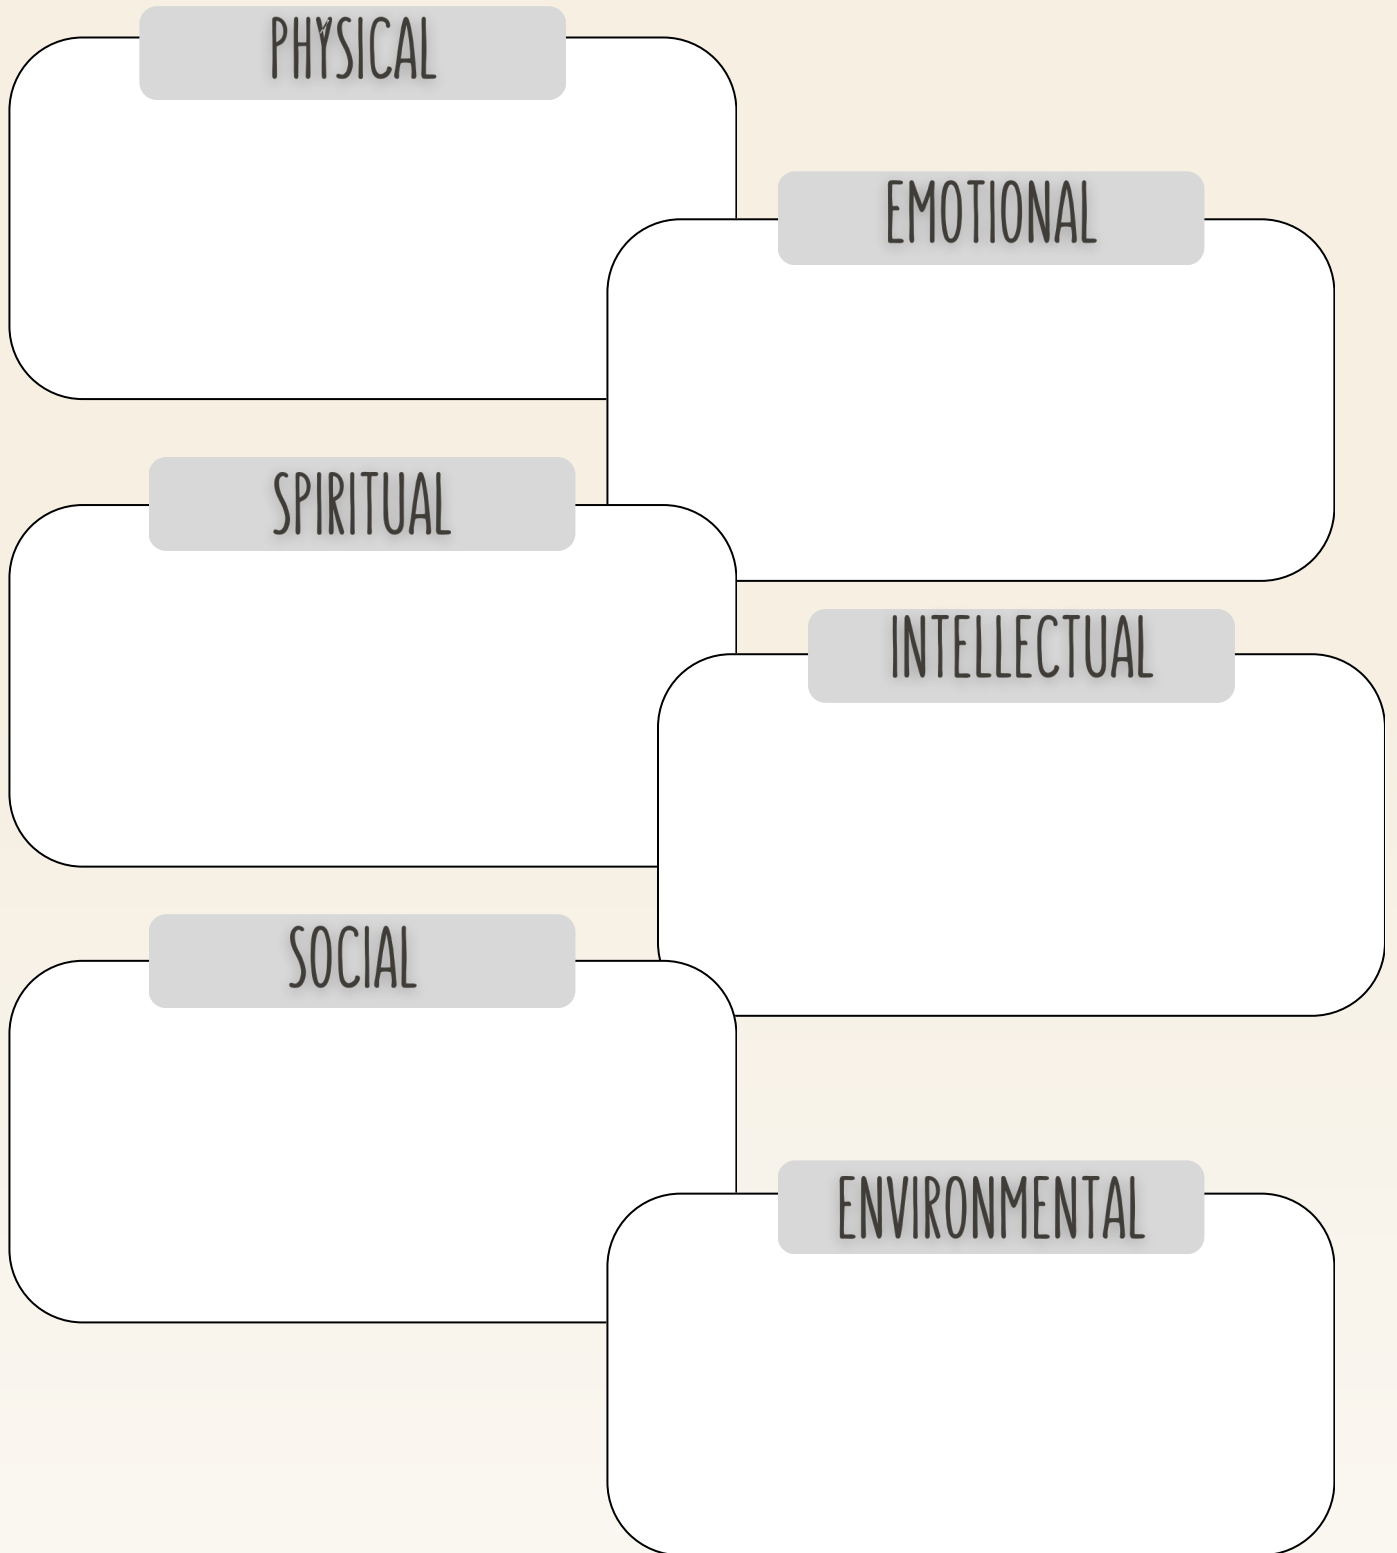 PHYSICAL
EMOTIONAL
SPIRITUAL
INTELLECTUAL
SOCIAL
ENVIRONMENTAL